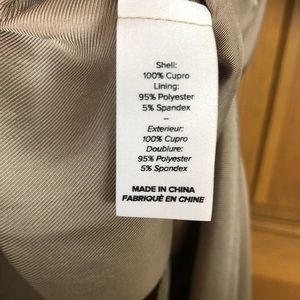 Shell:
100% Cupro
Lining:
95% Polyester
5% Spandex
–
Exterieur:
100% Cupro
Doublure:
95% Polyester
5% Spandex
MADE IN CHINA
FABRIQUÉ EN CHINE